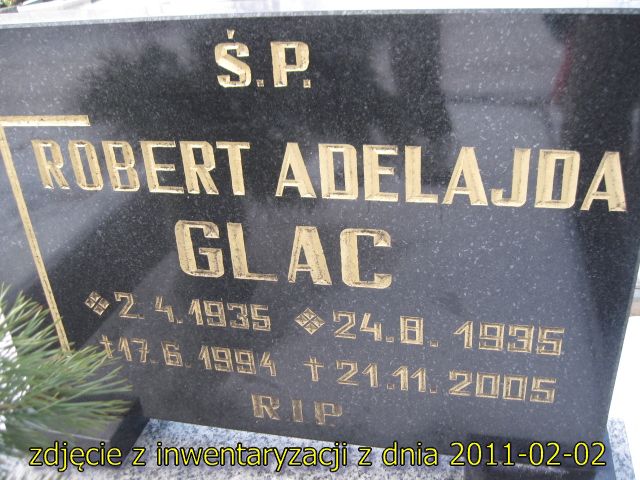 Ś.P.
ROBERT ADELAJDA
GLAC
2.4.1935 24.8.1935
†17.6.1994 †21.11.2005
RIP
zdjęcie z inwentaryzacji z dnia 2011-02-02